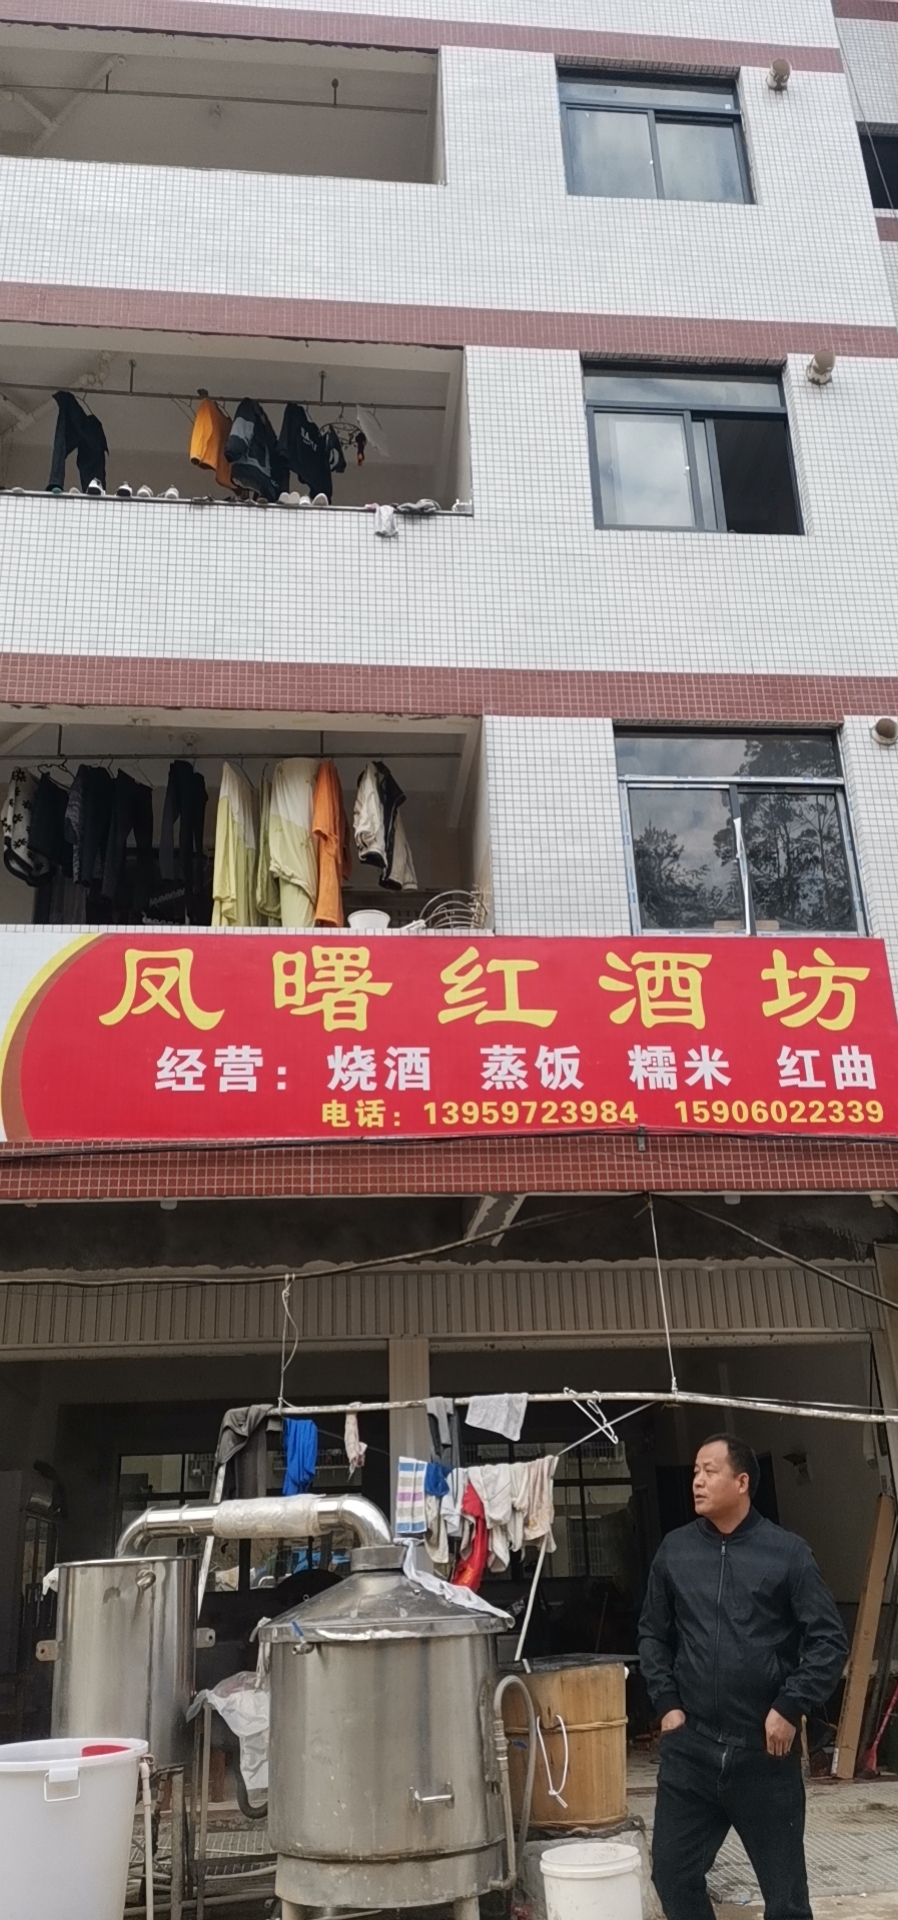 凤曙红酒坊
经营：烧酒 蒸饭 糯米 红曲
电话：13959723984 15906022339